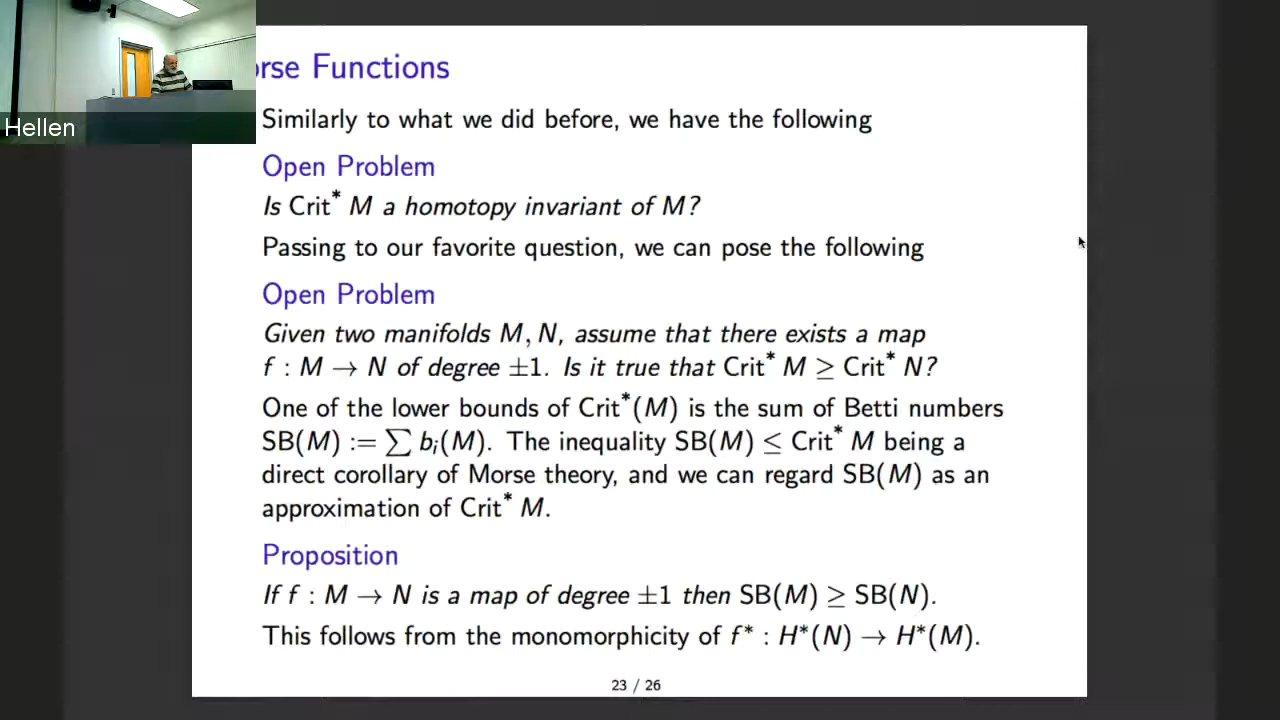 Hellen
orse Functions
Similarly to what we did before, we have the following
Open Problem
Is Crit* M a homotopy invariant of M?
Passing to our favorite question, we can pose the following
Open Problem
Given two manifolds M, N, assume that there exists a map
f : M → N of degree ±1. Is it true that Crit* M ≥ Crit* N?
One of the lower bounds of Crit*(M) is the sum of Betti numbers
SB(M) := ∑ bᵢ(M). The inequality SB(M) ≤ Crit* M being a
direct corollary of Morse theory, and we can regard SB(M) as an
approximation of Crit* M.
Proposition
If f : M → N is a map of degree ±1 then SB(M) ≥ SB(N).
This follows from the monomorphicity of f* : H*(N) → H*(M).
23 / 26